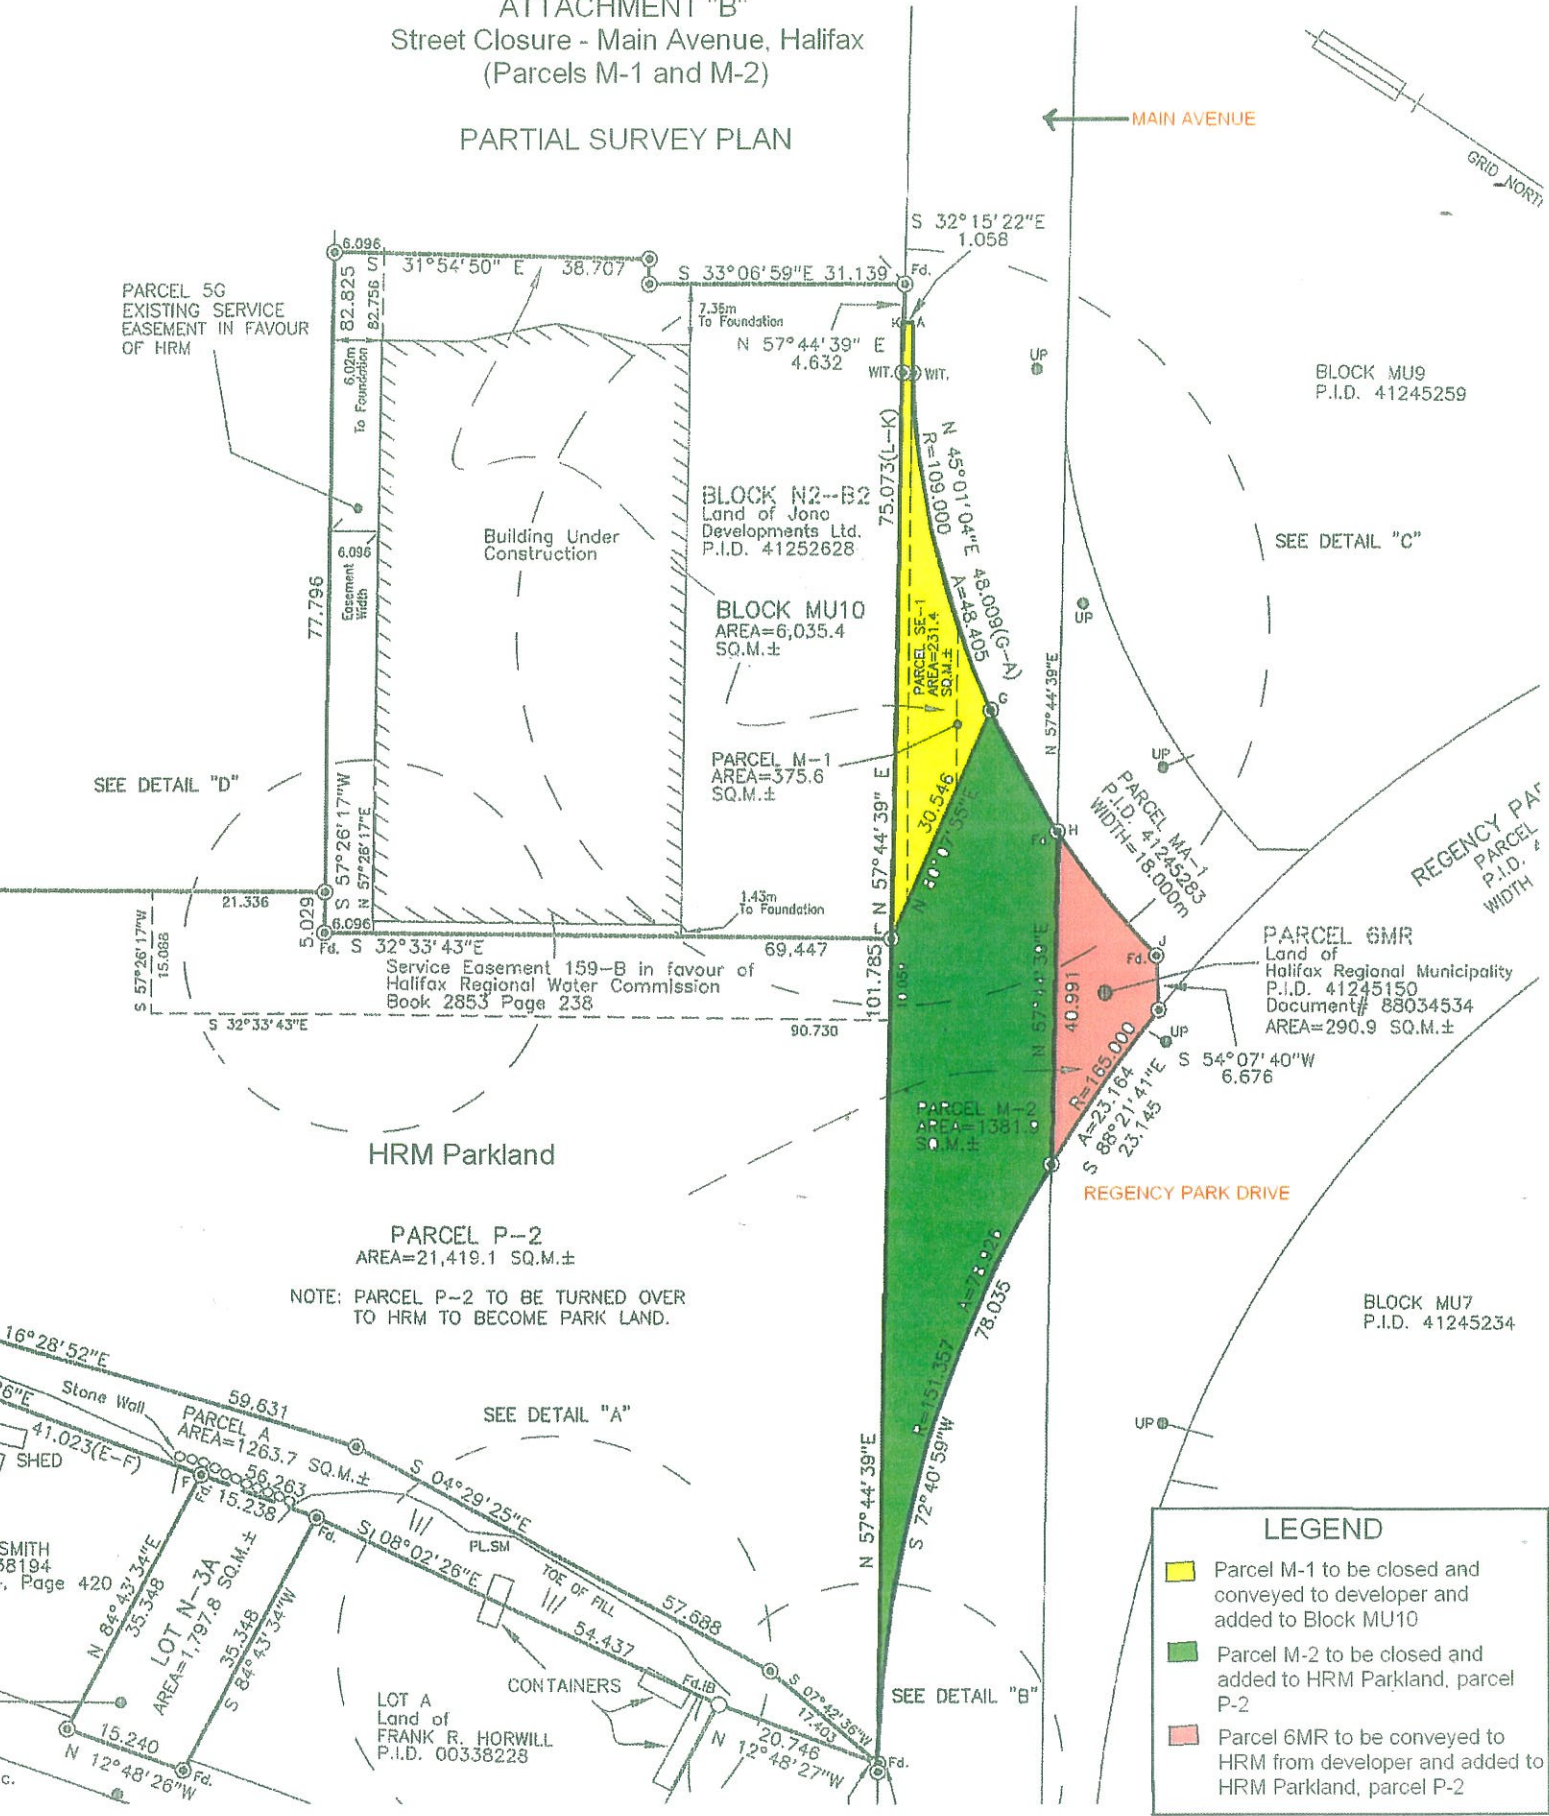 ATTACHMENT "B"
Street Closure - Main Avenue, Halifax
(Parcels M-1 and M-2)
PARTIAL SURVEY PLAN
MAIN AVENUE
GRID NORTH
S 32°15'22"E
1.058
6.096
S 31°54'50" E 38.707
S 33°06'59"E 31.139
Fd.
82.825
82.756
PARCEL 5G
EXISTING SERVICE
EASEMENT IN FAVOUR
OF HRM
7.36m
To Foundation
N 57°44'39" E
4.632
K
A
WIT.
WIT.
UP
6.02m
To Foundation
BLOCK MU9
P.I.D. 41245259
75.073(L-K)
N 45°01'04"E 48.009(G-A)
R=109.000
A=48.405
BLOCK N2--B2
Land of Jono
Developments Ltd.
P.I.D. 41252628
Building Under
Construction
SEE DETAIL "C"
6.096
Easement
Width
77.796
BLOCK MU10
AREA=6,035.4
SQ.M.±
PARCEL SE-1
AREA=231.4
SQ.M.±
UP
G
N 57°44'39"E
PARCEL M-1
AREA=375.6
SQ.M.±
SEE DETAIL "D"
UP
30.546
N 80°07'55"E
N 57°44'39" E
H
Fd.
PARCEL MA-1
P.I.D. 41245283
WIDTH=18.000m
REGENCY PAR
PARCEL
P.I.D. 4
WIDTH
S 57°26'17"W
N 57°26'17"E
21.336
5.029
6.096
Fd.
S 32°33'43"E
1.43m
To Foundation
69.447
L
S 57°26'17"W
15.088
Service Easement 159-B in favour of
Halifax Regional Water Commission
Book 2853 Page 238
S 32°33'43"E
90.730
101.785
N 57°44'39"E
40.991
J
Fd.
PARCEL 6MR
Land of
Halifax Regional Municipality
P.I.D. 41245150
Document# 88034534
AREA=290.9 SQ.M.±
UP
S 54°07'40"W
6.676
R=165.000
A=23.164
S 88°21'41"E
23.145
PARCEL M-2
AREA=1381.9
SQ.M.±
HRM Parkland
REGENCY PARK DRIVE
PARCEL P-2
AREA=21,419.1 SQ.M.±
NOTE: PARCEL P-2 TO BE TURNED OVER
TO HRM TO BECOME PARK LAND.
BLOCK MU7
P.I.D. 41245234
A=78.926
78.035
R=151.357
S 72°40'59"W
N 57°44'39"E
UP
16°28'52"E
6"E
Stone Wall
59.631
PARCEL A
AREA=1263.7 SQ.M.±
41.023(E-F)
SHED
F
Fd.
56.263
15.238
Fd.
SEE DETAIL "A"
S 04°29'25"E
S 08°02'26"E
PL.SM
TOE OF FILL
57.688
54.437
SMITH
38194
Page 420
N 84°43'34"E
35.348
LOT N-3A
AREA=1,797.8 SQ.M.±
35.348
S 84°43'34"W
CONTAINERS
Fd.IB
LOT A
Land of
FRANK R. HORWILL
P.I.D. 00338228
S 07°42'36"W
17.403
20.746
N 12°48'27"W
SEE DETAIL "B"
Fd.
15.240
N 12°48'26"W
Fd.
c.
LEGEND
Parcel M-1 to be closed and
conveyed to developer and
added to Block MU10
Parcel M-2 to be closed and
added to HRM Parkland, parcel
P-2
Parcel 6MR to be conveyed to
HRM from developer and added to
HRM Parkland, parcel P-2